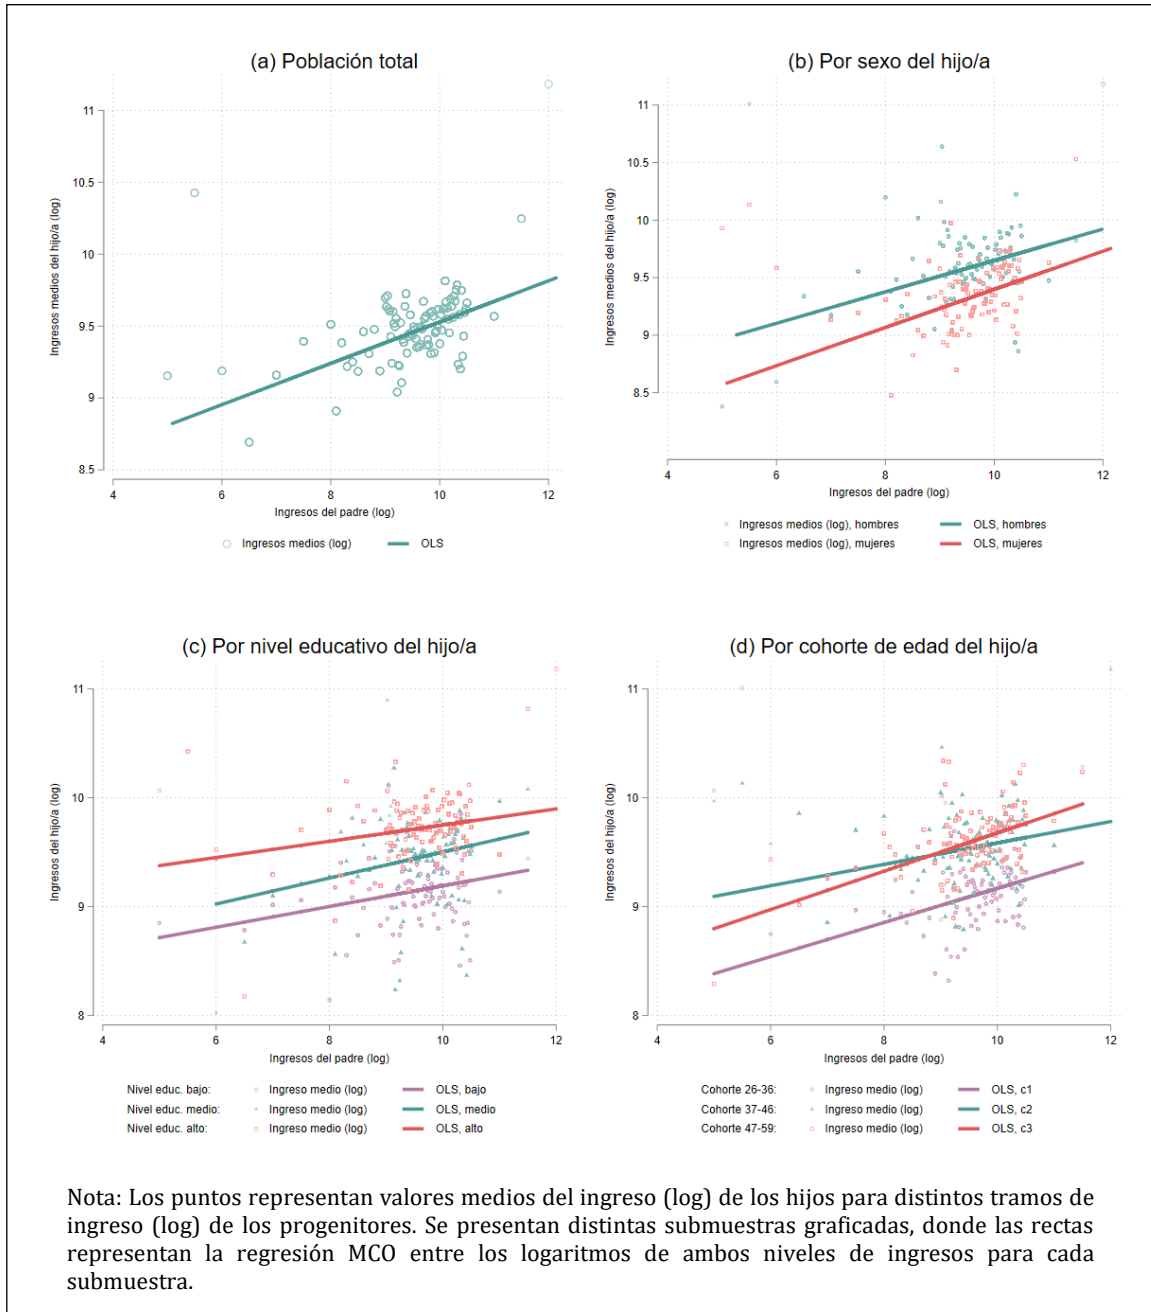 (a) Población total
Ingresos medios del hijo/a (log)
11
10.5
10
9.5
9
8.5
4 6 8 10 12
Ingresos del padre (log)
Ingresos medios (log) OLS
(b) Por sexo del hijo/a
Ingresos medios del hijo/a (log)
11
10.5
10
9.5
9
8.5
4 6 8 10 12
Ingresos del padre (log)
Ingresos medios (log), hombres OLS, hombres
Ingresos medios (log), mujeres OLS, mujeres
(c) Por nivel educativo del hijo/a
Ingresos medios del hijo/a (log)
11
10
9
8
4 6 8 10 12
Ingresos del padre (log)
Nivel educ. bajo: Ingreso medio (log) OLS, bajo
Nivel educ. medio: Ingreso medio (log) OLS, medio
Nivel educ. alto: Ingreso medio (log) OLS, alto
(d) Por cohorte de edad del hijo/a
Ingresos medios del hijo/a (log)
11
10
9
8
4 6 8 10 12
Ingresos del padre (log)
Cohorte 26-36: Ingreso medio (log) OLS, c1
Cohorte 37-46: Ingreso medio (log) OLS, c2
Cohorte 47-59: Ingreso medio (log) OLS, c3
Nota: Los puntos representan valores medios del ingreso (log) de los hijos para distintos tramos de
ingreso (log) de los progenitores. Se presentan distintas submuestras graficadas, donde las rectas
representan la regresión MCO entre los logaritmos de ambos niveles de ingresos para cada
submuestra.